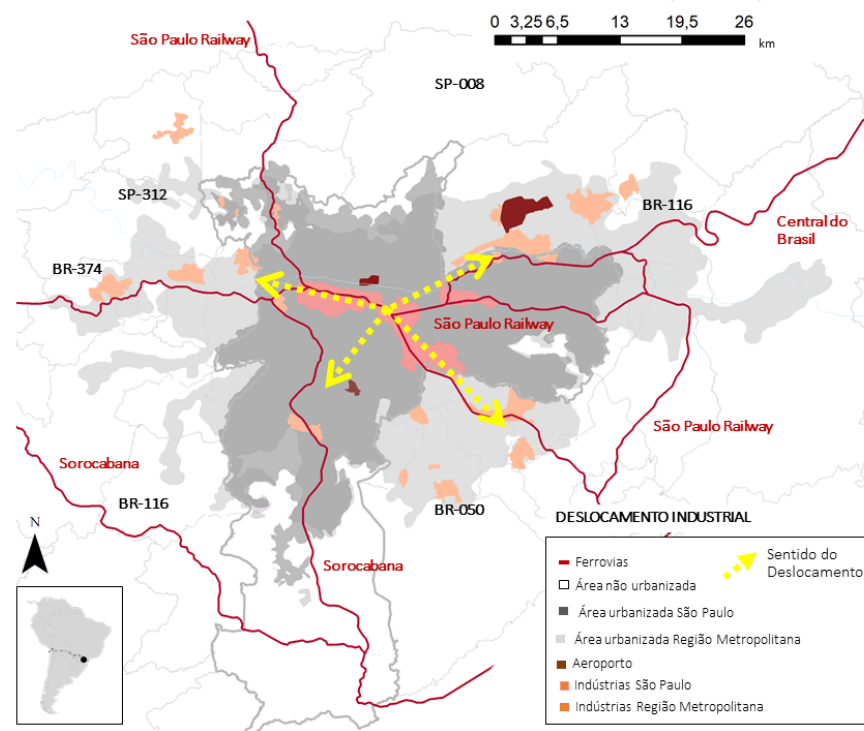 0 3,25 6,5 13 19,5 26
km
São Paulo Railway
SP-008
SP-312
BR-116
Central do
Brasil
BR-374
São Paulo Railway
São Paulo Railway
Sorocabana
BR-116
BR-050
Sorocabana
N
DESLOCAMENTO INDUSTRIAL
Ferrovias
Sentido do
Deslocamento
Área não urbanizada
Área urbanizada São Paulo
Área urbanizada Região Metropolitana
Aeroporto
Indústrias São Paulo
Indústrias Região Metropolitana